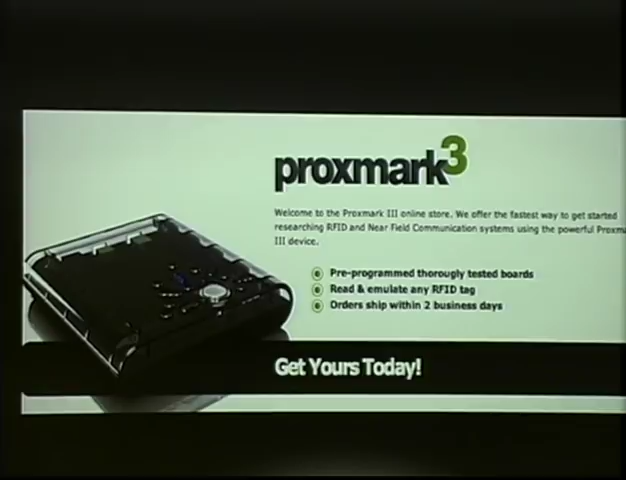 proxmark3
Welcome to the Proxmark III online store. We offer the fastest way to get started
researching RFID and Near Field Communication systems using the powerful
III device.
Pre-programmed thorougly tested boards
Read & emulate any RFID tag
Orders ship within 2 business days
Get Yours Today!